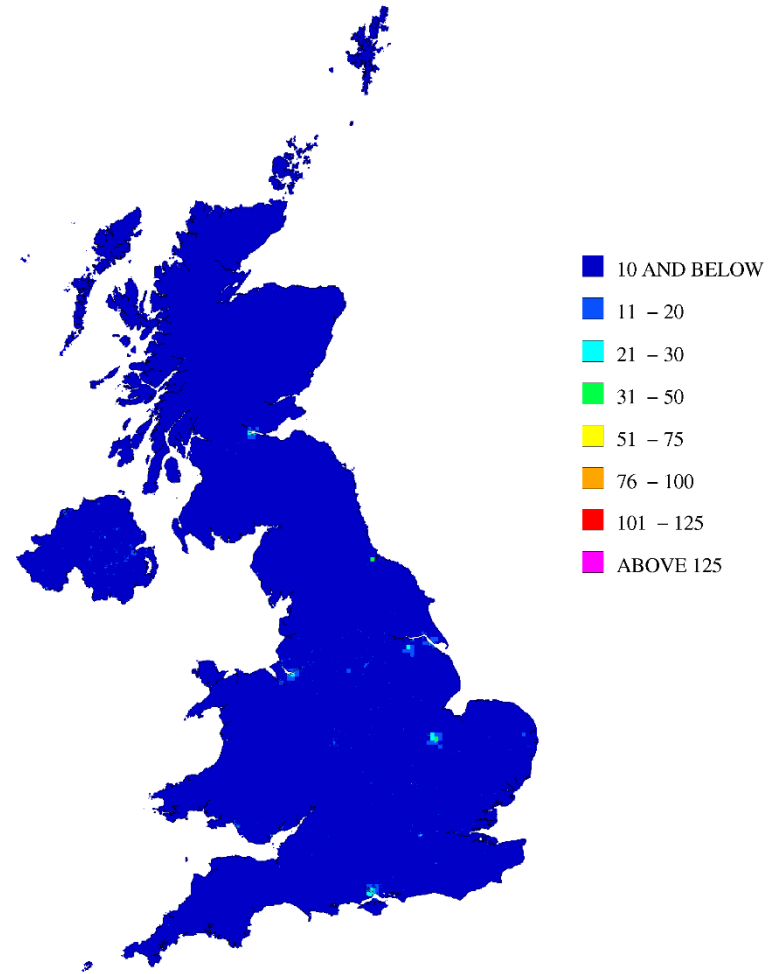 10 AND BELOW
11 – 20
21 – 30
31 – 50
51 – 75
76 – 100
101 – 125
ABOVE 125